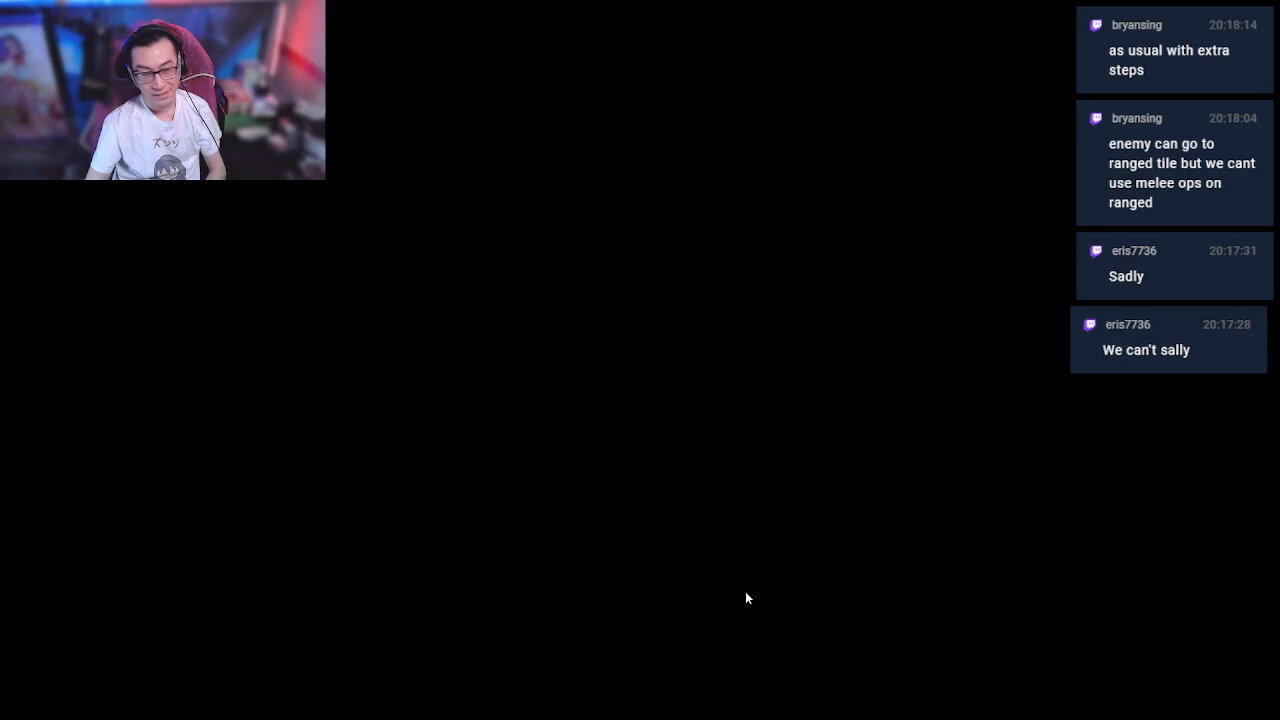 bryansing 20:18:14
as usual with extra
steps
bryansing 20:18:04
enemy can go to
ranged tile but we cant
use melee ops on
ranged
eris7736 20:17:31
Sadly
eris7736 20:17:28
We can't sally